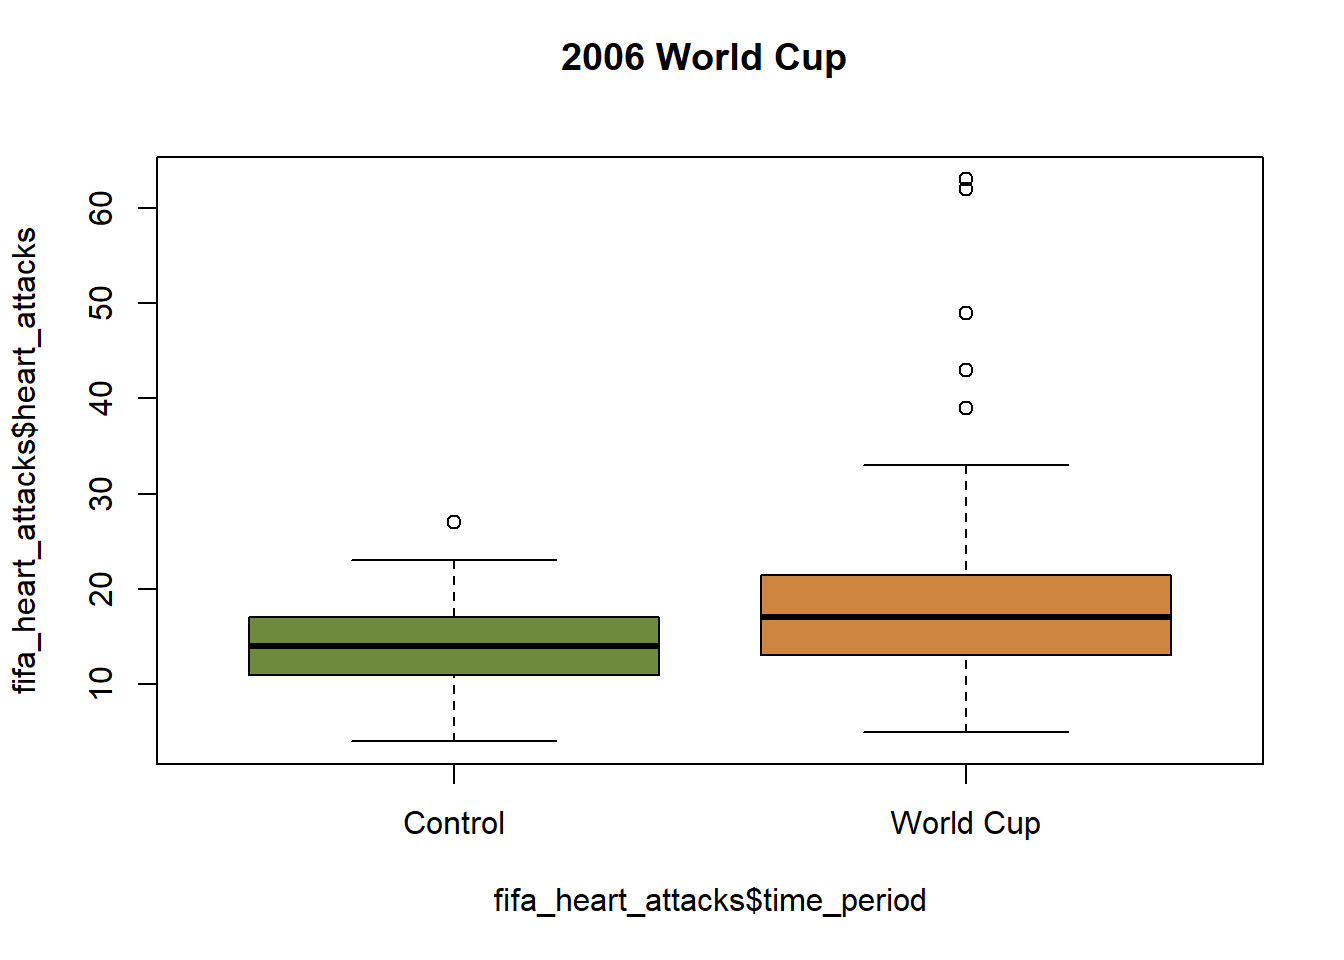 2006 World Cup
fifa_heart_attacks$heart_attacks
60
50
40
30
20
10
Control
World Cup
fifa_heart_attacks$time_period